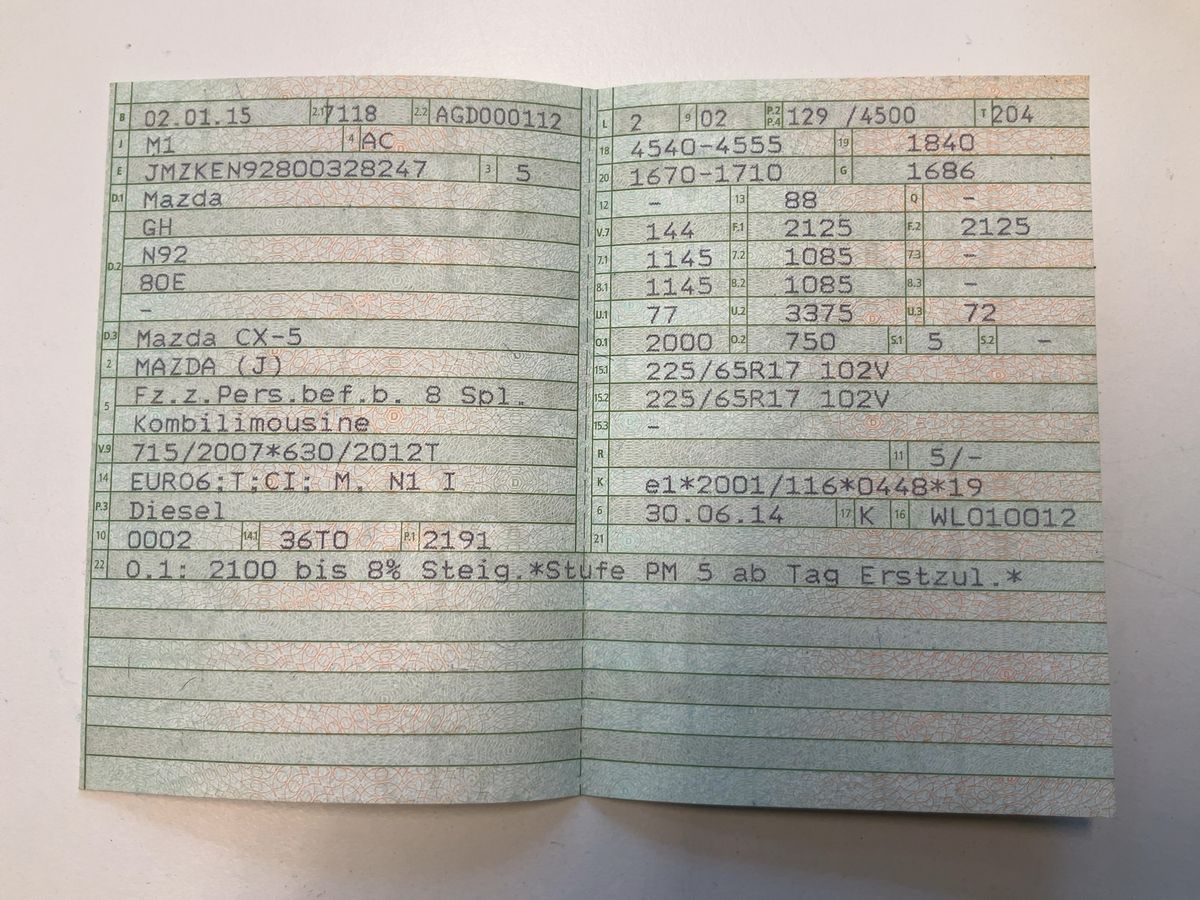 B 02.01.15 2.1 7118 2.2 AGD000112
J M1 4 AC
E JMZKEN92800328247 3 5
D.1 Mazda
GH
D.2 N92
80E
–
D.3 Mazda CX-5
2 MAZDA (J)
5 Fz.z.Pers.bef.b. 8 Spl.
Kombilimousine
V.9 715/2007*630/2012T
14 EURO6;T;CI; M, N1 I
P.3 Diesel
10 0002 14.1 36T0 P.1 2191
L 2 9 02 P.2 P.4 129 /4500 T 204
18 4540-4555 19 1840
20 1670-1710 G 1686
12 – 13 88 Q –
V.7 144 F.1 2125 F.2 2125
7.1 1145 7.2 1085 7.3 –
8.1 1145 8.2 1085 8.3 –
U.1 77 U.2 3375 U.3 72
O.1 2000 O.2 750 S.1 5 S.2 –
15.1 225/65R17 102V
15.2 225/65R17 102V
15.3 –
R 11 5/-
K e1*2001/116*0448*19
6 30.06.14 17 K 16 WL010012
21
22 O.1: 2100 bis 8% Steig.*Stufe PM 5 ab Tag Erstzul.*